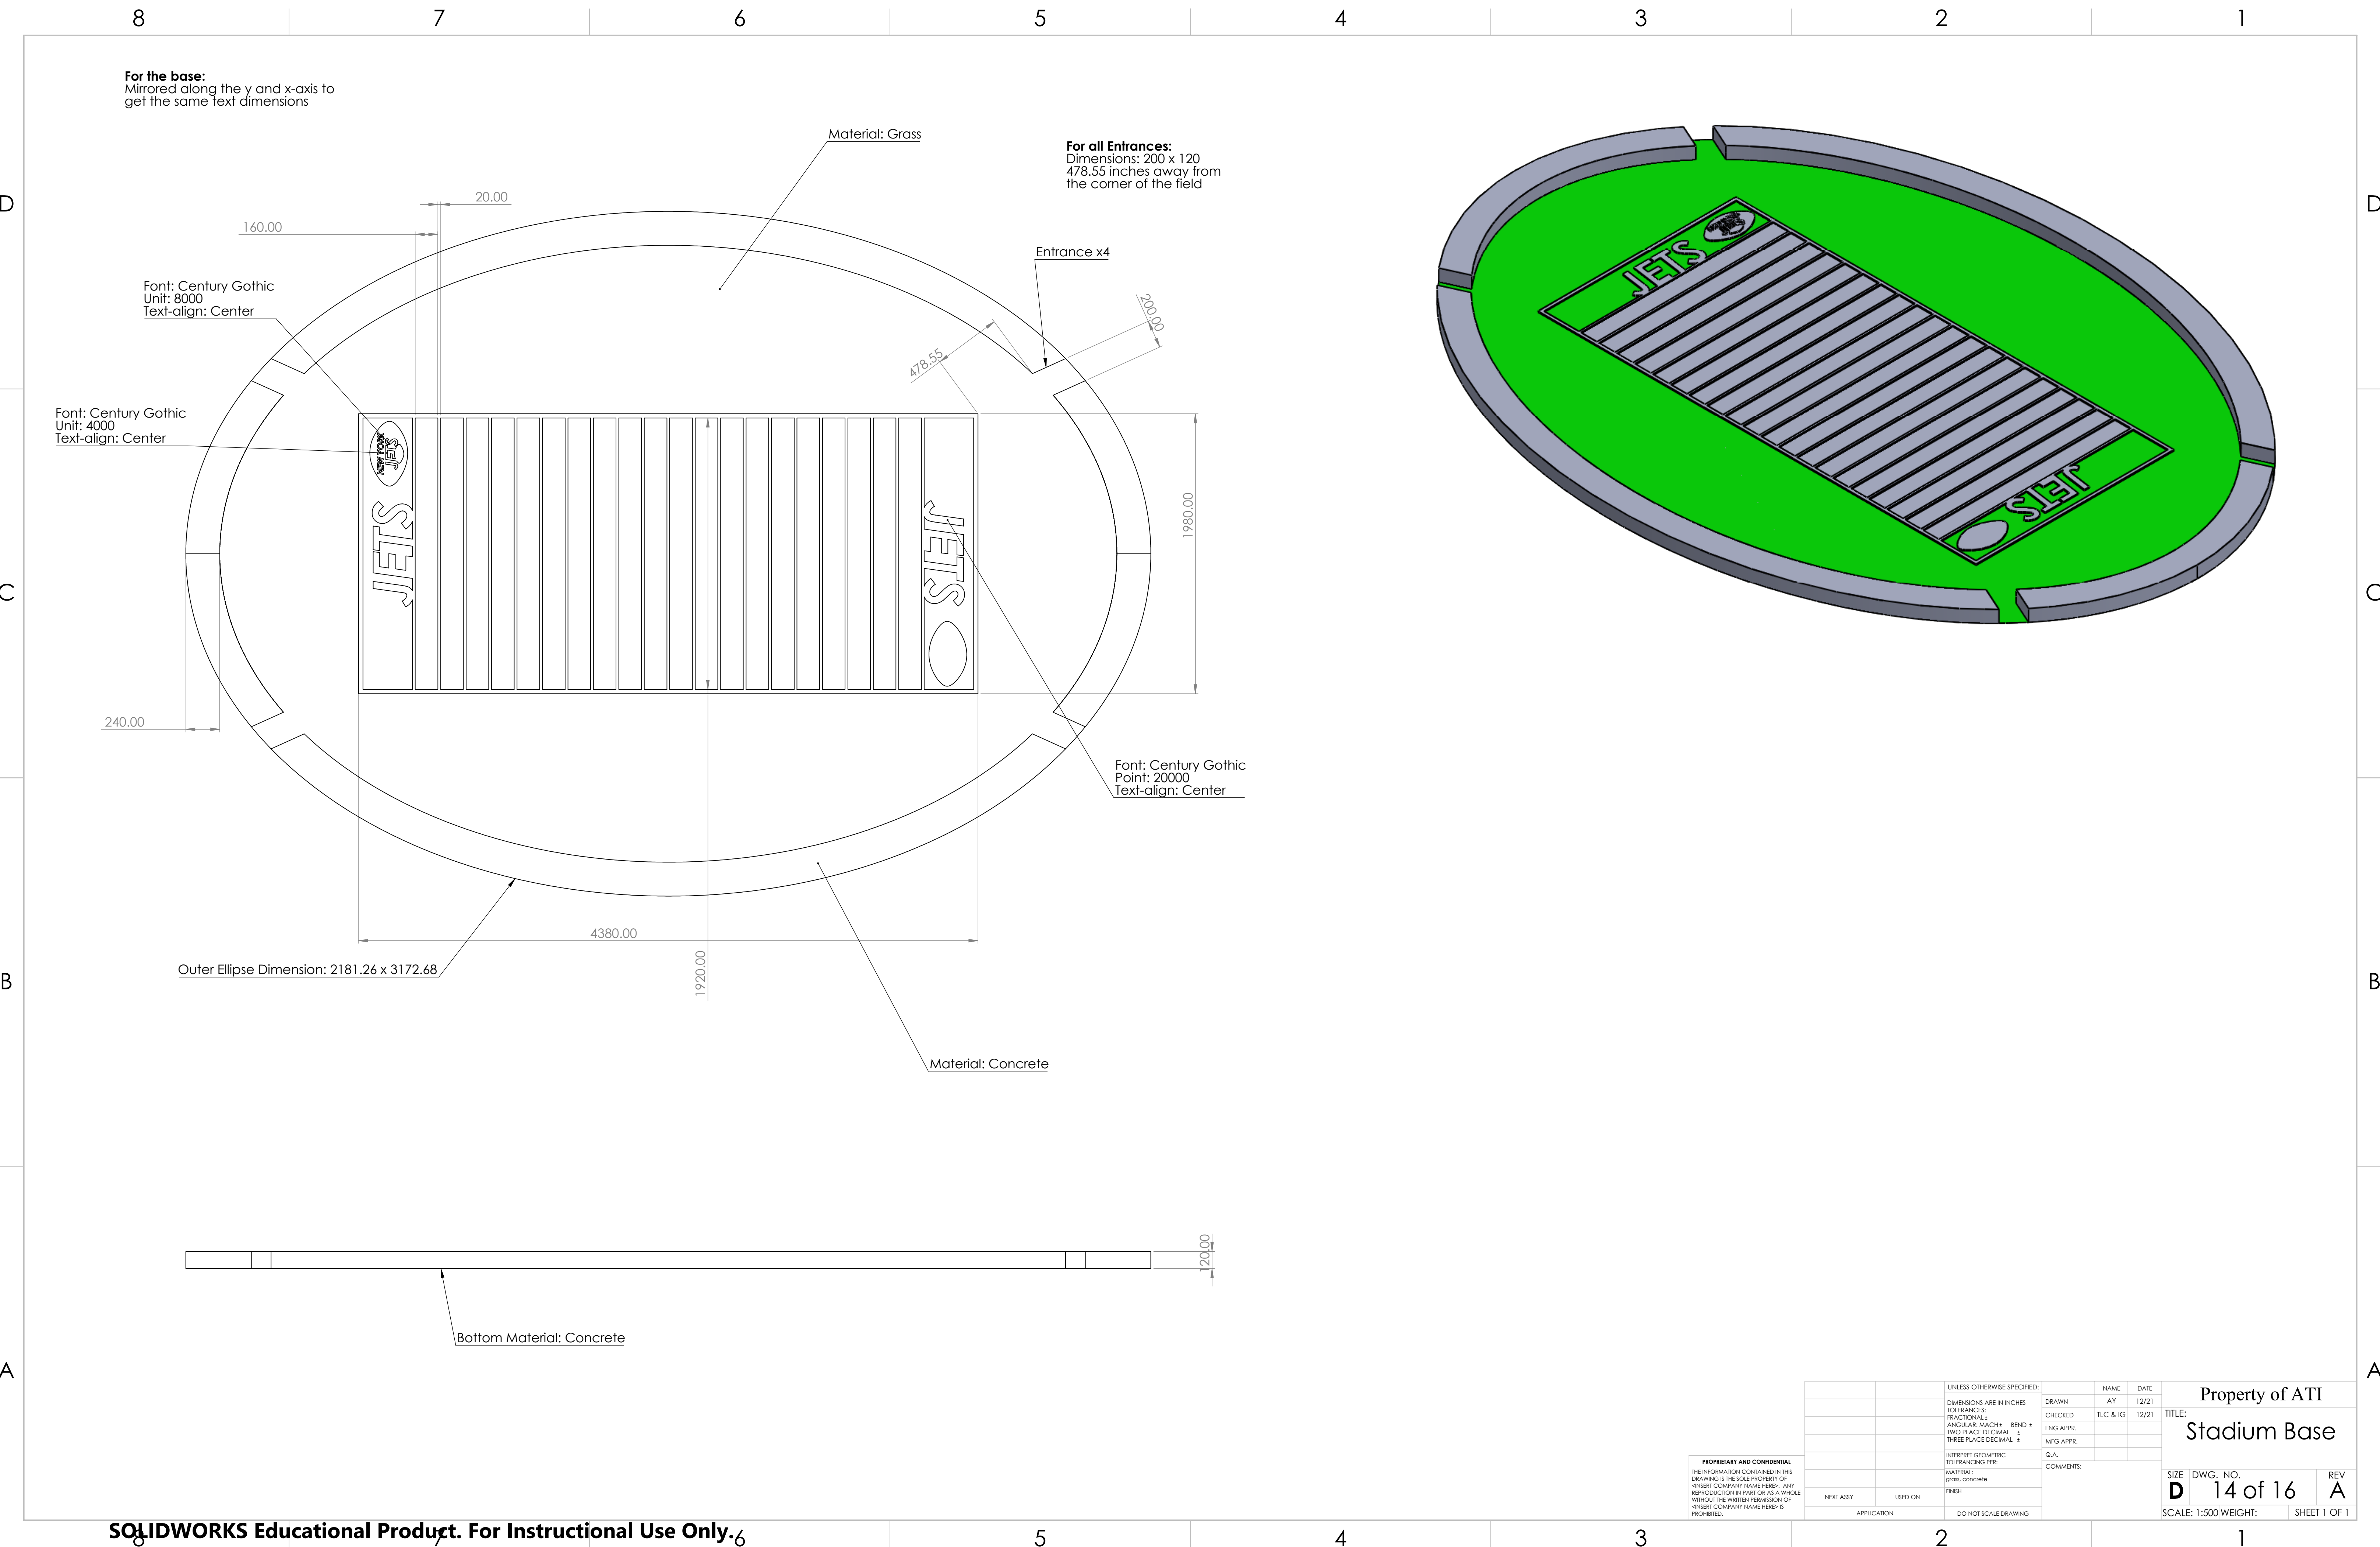 8 7 6 5 4 3 2 1
For the base:
Mirrored along the y and x-axis to
get the same text dimensions
Material: Grass
For all Entrances:
Dimensions: 200 x 120
478.55 inches away from
the corner of the field
D
D
20.00
160.00
Entrance x4
Font: Century Gothic
Unit: 8000
Text-align: Center
200.00
478.55
Font: Century Gothic
Unit: 4000
Text-align: Center
NEW YORK
JETS
JETS
JETS
1980.00
JETS
JETS
C
C
240.00
Font: Century Gothic
Point: 20000
Text-align: Center
4380.00
1920.00
Outer Ellipse Dimension: 2181.26 x 3172.68
B
B
Material: Concrete
120.00
Bottom Material: Concrete
A
A
PROPRIETARY AND CONFIDENTIAL
THE INFORMATION CONTAINED IN THIS
DRAWING IS THE SOLE PROPERTY OF
<INSERT COMPANY NAME HERE>. ANY
REPRODUCTION IN PART OR AS A WHOLE
WITHOUT THE WRITTEN PERMISSION OF
<INSERT COMPANY NAME HERE> IS
PROHIBITED.
NEXT ASSY
USED ON
APPLICATION
UNLESS OTHERWISE SPECIFIED:
DIMENSIONS ARE IN INCHES
TOLERANCES:
FRACTIONAL ±
ANGULAR: MACH ± BEND ±
TWO PLACE DECIMAL ±
THREE PLACE DECIMAL ±
INTERPRET GEOMETRIC
TOLERANCING PER:
MATERIAL:
grass. concrete
FINISH
DO NOT SCALE DRAWING
NAME DATE
DRAWN AY 12/21
CHECKED TLC & IG 12/21
ENG APPR.
MFG APPR.
Q.A.
COMMENTS:
Property of ATI
TITLE:
Stadium Base
SIZE DWG. NO. REV
D 14 of 16 A
SCALE: 1:500 WEIGHT: SHEET 1 OF 1
SOLIDWORKS Educational Product. For Instructional Use Only.
8 7 6 5 4 3 2 1